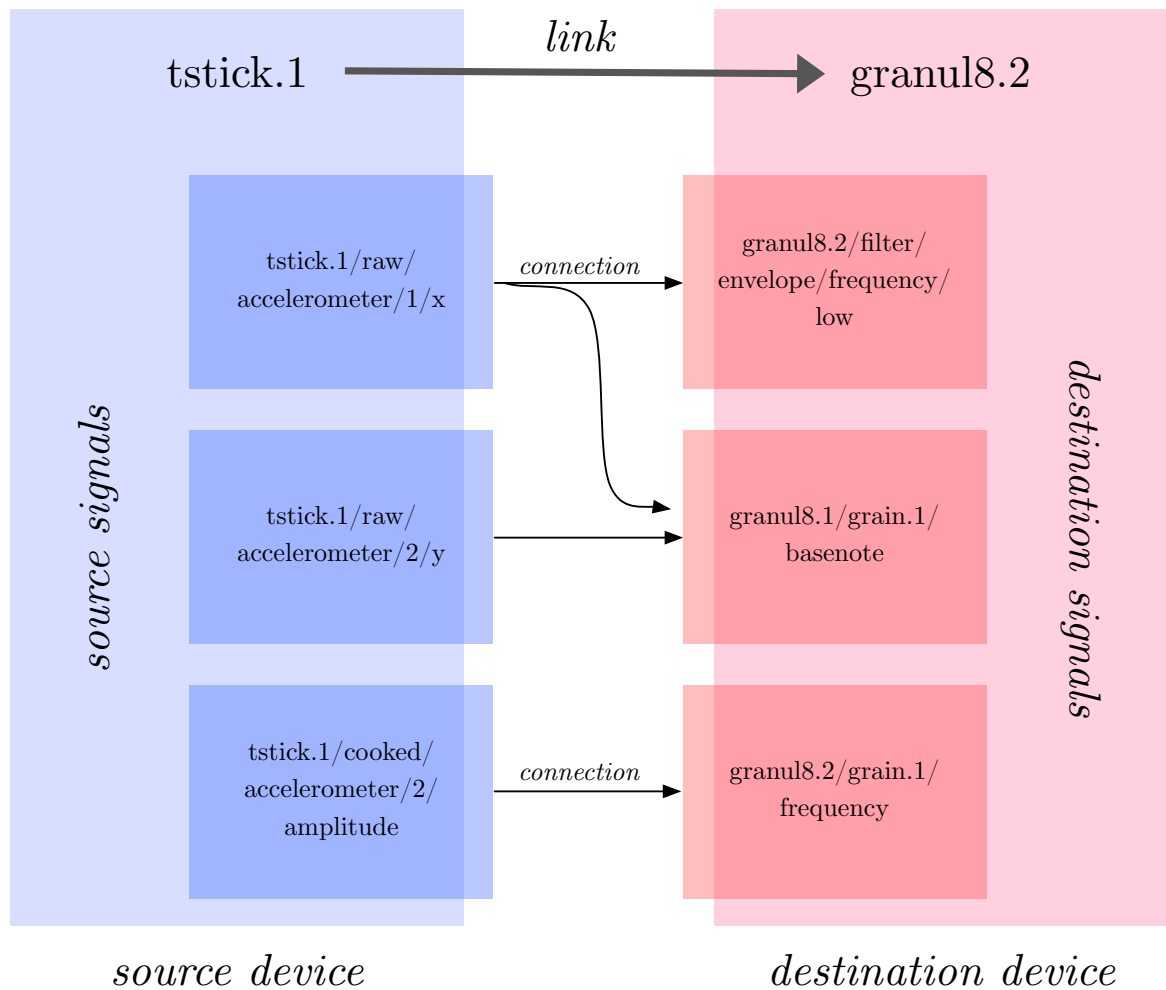 link
tstick.1
granul8.2
tstick.1/raw/
accelerometer/1/x
connection
granul8.2/filter/
envelope/frequency/
low
source signals
destination signals
tstick.1/raw/
accelerometer/2/y
granul8.1/grain.1/
basenote
tstick.1/cooked/
accelerometer/2/
amplitude
connection
granul8.2/grain.1/
frequency
source device
destination device